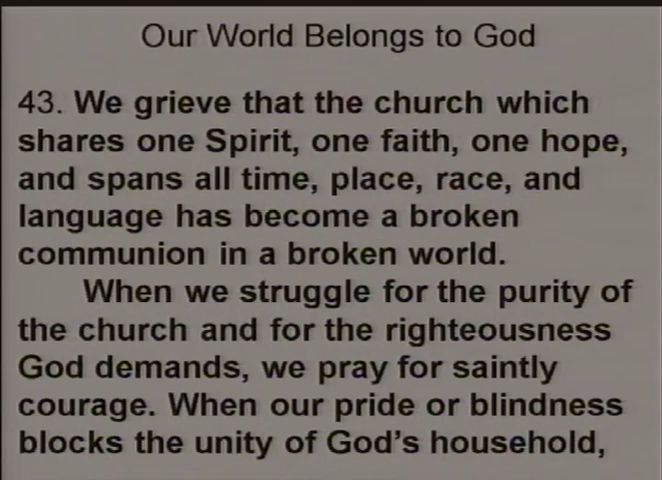 Our World Belongs to God
43. We grieve that the church which
shares one Spirit, one faith, one hope,
and spans all time, place, race, and
language has become a broken
communion in a broken world.
When we struggle for the purity of
the church and for the righteousness
God demands, we pray for saintly
courage. When our pride or blindness
blocks the unity of God's household,